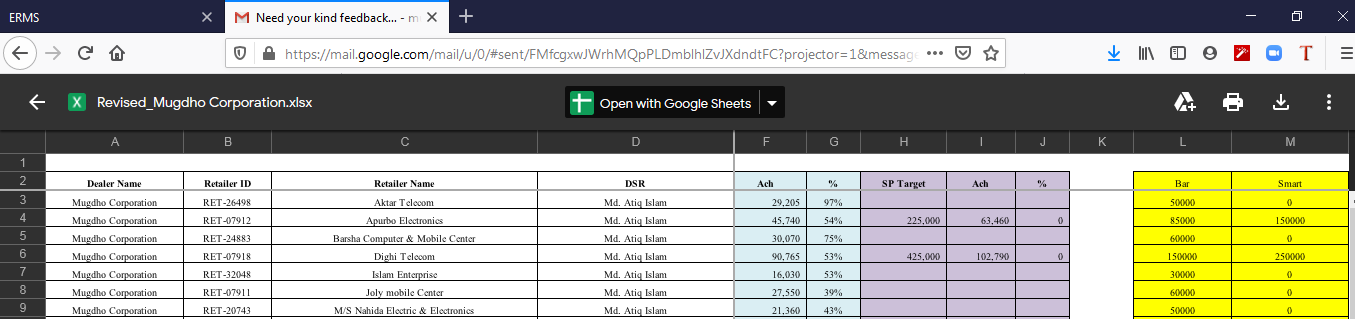 ERMS
Need your kind feedback... - m
https://mail.google.com/mail/u/0/#sent/FMfcgxwJWrhMQpPLDmblhlZvJXdndtFC?projector=1&message
Revised_Mugdho Corporation.xlsx
Open with Google Sheets
A B C D F G H I J K L M
1
2 Dealer Name Retailer ID Retailer Name DSR Ach % SP Target Ach % Bar Smart
3 Mugdho Corporation RET-26498 Aktar Telecom Md. Atiq Islam 29,205 97% 50000 0
4 Mugdho Corporation RET-07912 Apurbo Electronics Md. Atiq Islam 45,740 54% 225,000 63,460 0 85000 150000
5 Mugdho Corporation RET-24883 Barsha Computer & Mobile Center Md. Atiq Islam 30,070 75% 60000 0
6 Mugdho Corporation RET-07918 Dighi Telecom Md. Atiq Islam 90,765 53% 425,000 102,790 0 150000 250000
7 Mugdho Corporation RET-32048 Islam Enterprise Md. Atiq Islam 16,030 53% 30000 0
8 Mugdho Corporation RET-07911 Joly mobile Center Md. Atiq Islam 27,550 39% 60000 0
9 Mugdho Corporation RET-20743 M/S Nahida Electric & Electronics Md. Atiq Islam 21,360 43% 50000 0